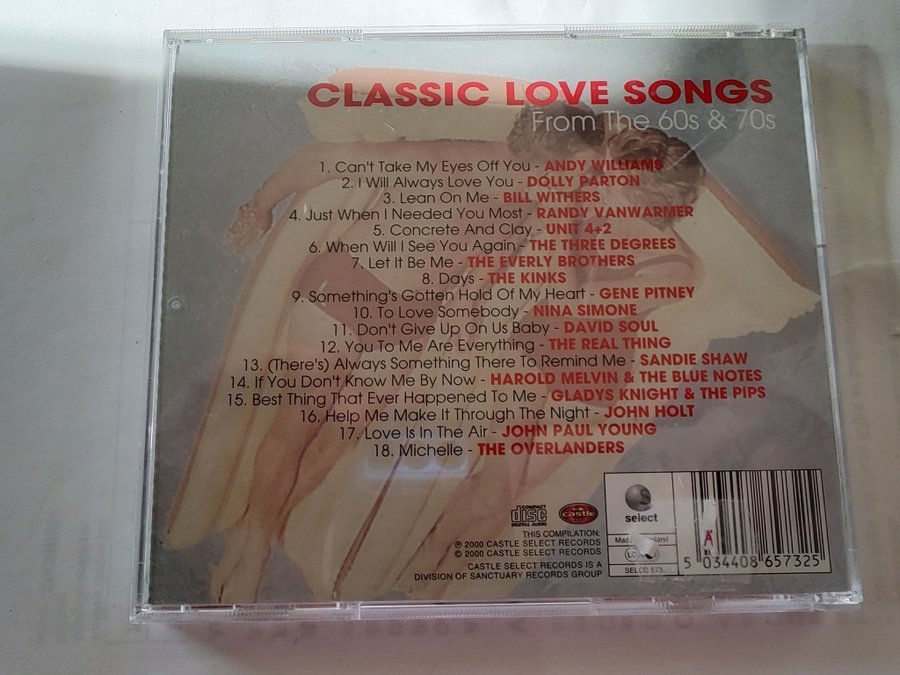 CLASSIC LOVE SONGS
From The 60s & 70s
1. Can't Take My Eyes Off You - ANDY WILLIAMS
2. I Will Always Love You - DOLLY PARTON
3. Lean On Me - BILL WITHERS
4. Just When I Needed You Most - RANDY VANWARMER
5. Concrete And Clay - UNIT 4+2
6. When Will I See You Again - THE THREE DEGREES
7. Let It Be Me - THE EVERLY BROTHERS
8. Days - THE KINKS
9. Something's Gotten Hold Of My Heart - GENE PITNEY
10. To Love Somebody - NINA SIMONE
11. Don't Give Up On Us Baby - DAVID SOUL
12. You To Me Are Everything - THE REAL THING
13. (There's) Always Something There To Remind Me - SANDIE SHAW
14. If You Don't Know Me By Now - HAROLD MELVIN & THE BLUE NOTES
15. Best Thing That Ever Happened To Me - GLADYS KNIGHT & THE PIPS
16. Help Me Make It Through The Night - JOHN HOLT
17. Love Is In The Air - JOHN PAUL YOUNG
18. Michelle - THE OVERLANDERS
COMPACT
disc
DIGITAL AUDIO
castle
THIS COMPILATION:
℗ 2000 CASTLE SELECT RECORDS
© 2000 CASTLE SELECT RECORDS
CASTLE SELECT RECORDS IS A
DIVISION OF SANCTUARY RECORDS GROUP
select
SELCD 573
5 034408 657325